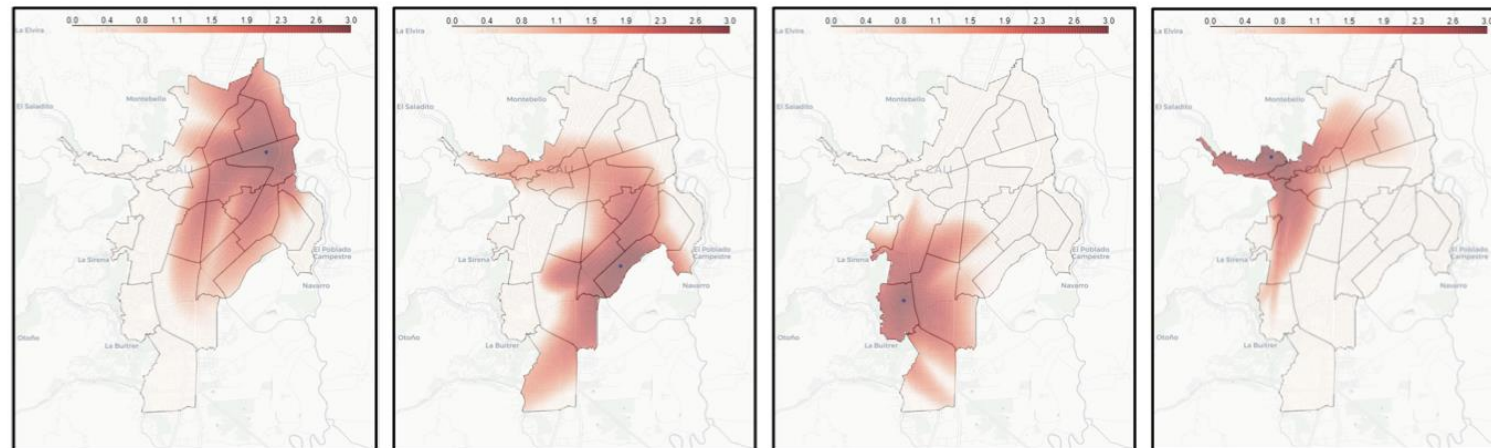 0.0 0.4 0.8 1.1 1.5 1.9 2.3 2.6 3.0
La Elvira
Montebello
El Saladito
CALI
La Sirena
El Poblado
Campestre
Navarro
Otoño
La Buitrer
0.0 0.4 0.8 1.1 1.5 1.9 2.3 2.6 3.0
La Elvira
Montebello
El Saladito
CALI
La Sirena
El Poblado
Campestre
Navarro
Otoño
La Buitrer
0.0 0.4 0.8 1.1 1.5 1.9 2.3 2.6 3.0
La Elvira
Montebello
El Saladito
CALI
La Sirena
El Poblado
Campestre
Navarro
Otoño
La Buitrer
0.0 0.4 0.8 1.1 1.5 1.9 2.3 2.6 3.0
La Elvira
Montebello
El Saladito
CALI
La Sirena
El Poblado
Campestre
Navarro
Otoño
La Buitrer